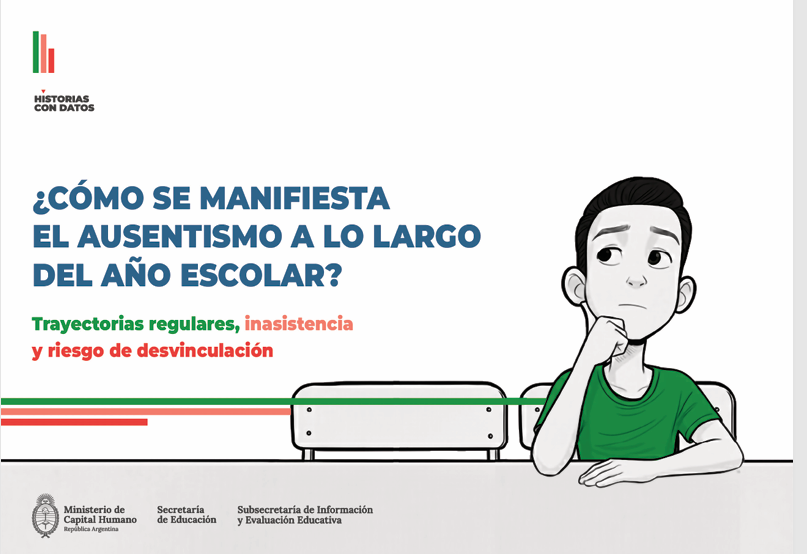 HISTORIAS
CON DATOS
¿CÓMO SE MANIFIESTA
EL AUSENTISMO A LO LARGO
DEL AÑO ESCOLAR?
Trayectorias regulares, inasistencia
y riesgo de desvinculación
Ministerio de
Capital Humano
República Argentina
Secretaría
de Educación
Subsecretaría de Información
y Evaluación Educativa